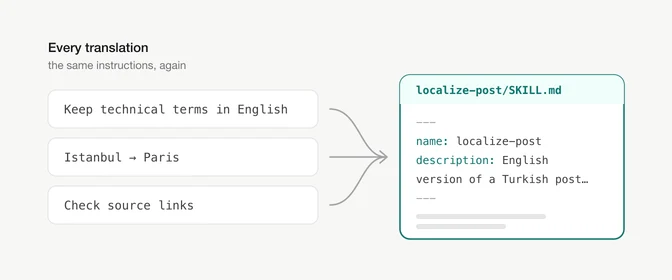 Every translation
the same instructions, again
Keep technical terms in English
Istanbul → Paris
Check source links
localize-post/SKILL.md
---
name: localize-post
description: English
version of a Turkish post…
---